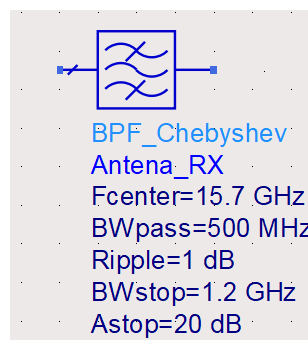 BPF_Chebyshev
Antena_RX
Fcenter=15.7 GHz
BWpass=500 MHz
Ripple=1 dB
BWstop=1.2 GHz
Astop=20 dB